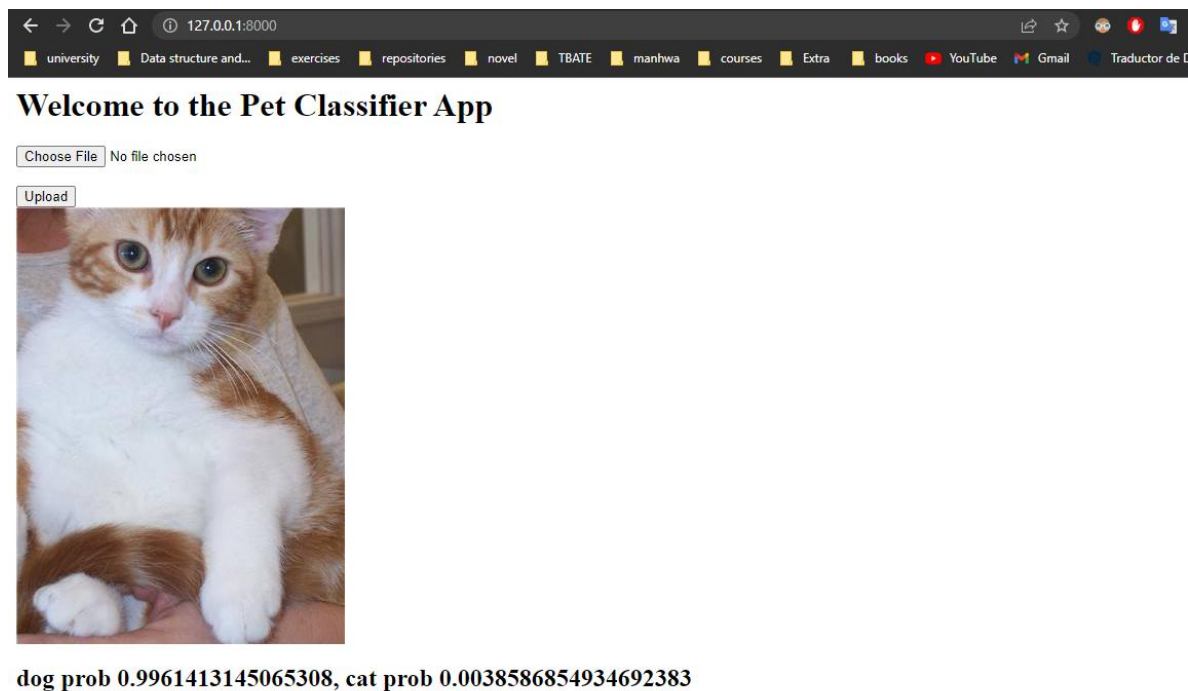 127.0.0.1:8000
university Data structure and... exercises repositories novel TBATE manhwa courses Extra books YouTube Gmail Traductor de D
Welcome to the Pet Classifier App
Choose File No file chosen
Upload
dog prob 0.9961413145065308, cat prob 0.0038586854934692383